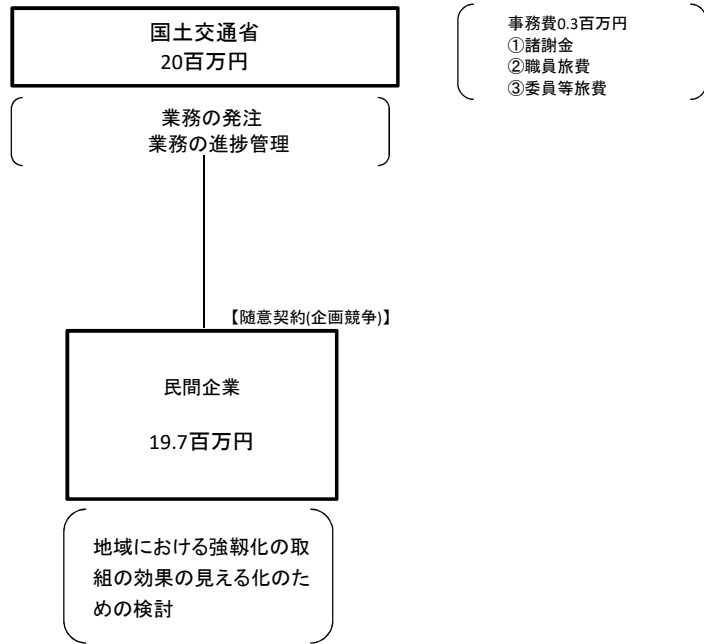 国土交通省
20百万円
事務費0.3百万円
①諸謝金
②職員旅費
③委員等旅費
業務の発注
業務の進捗管理
【随意契約(企画競争)】
民間企業
19.7百万円
地域における強靱化の取
組の効果の見える化のた
めの検討